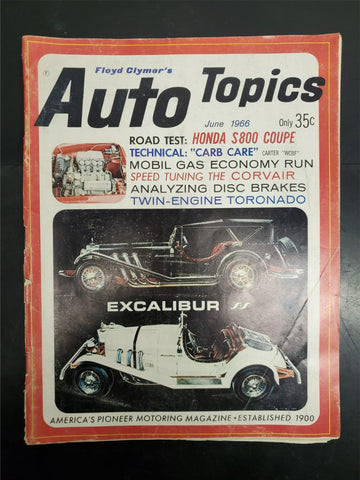 Floyd Clymer's
Auto Topics
June 1966
Only 35c
ROAD TEST: HONDA S800 COUPE
TECHNICAL: "CARB CARE" CARTER "WCBF"
MOBIL GAS ECONOMY RUN
SPEED TUNING THE CORVAIR
ANALYZING DISC BRAKES
TWIN-ENGINE TORONADO
EXCALIBUR SS
AMERICA'S PIONEER MOTORING MAGAZINE • ESTABLISHED 1900